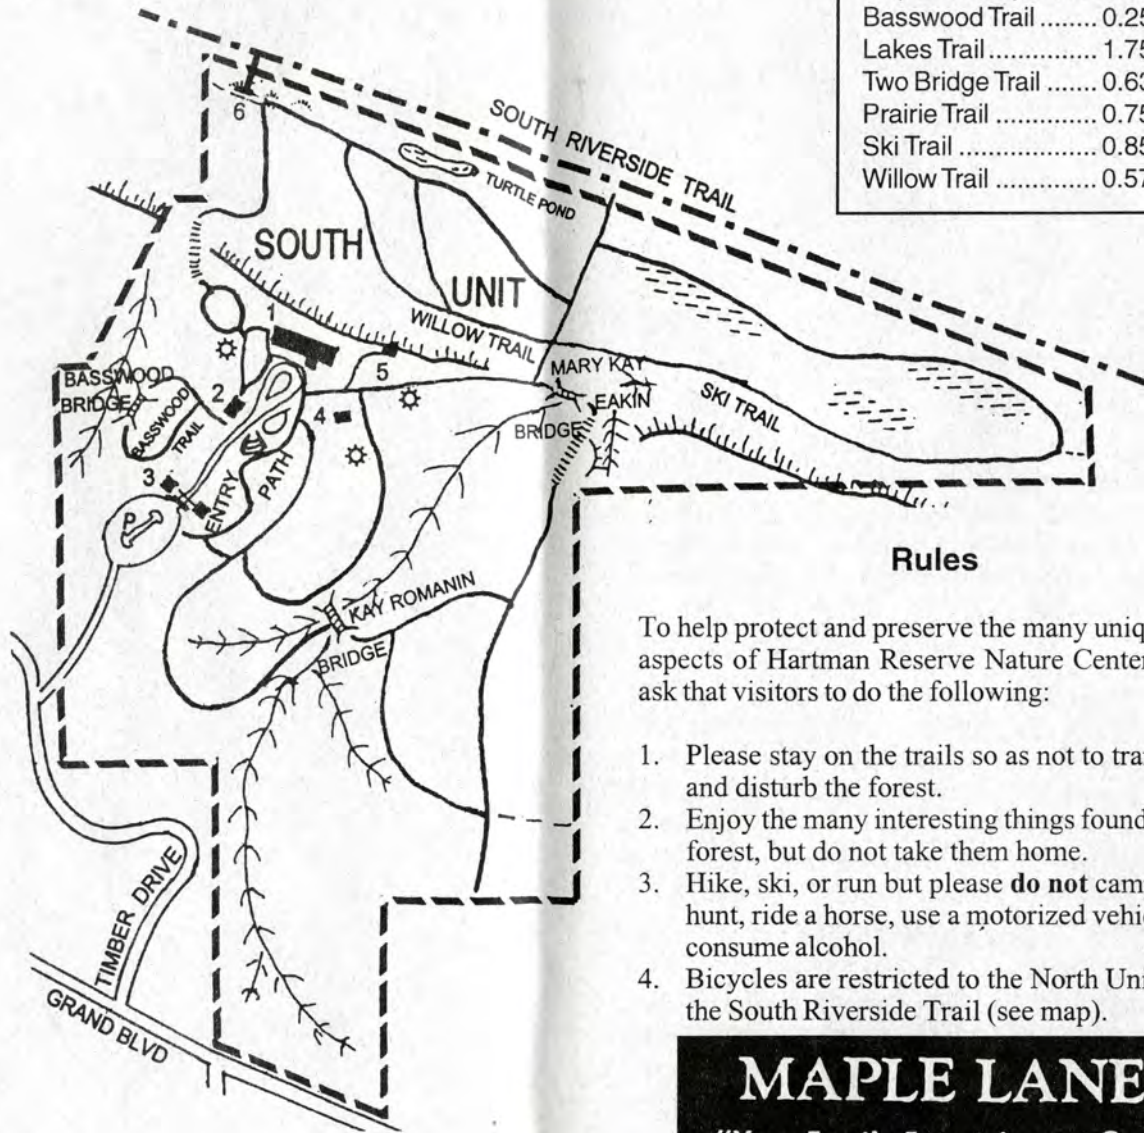 Basswood Trail ........ 0.25
Lakes Trail .............. 1.75
Two Bridge Trail ....... 0.63
Prairie Trail .............. 0.75
Ski Trail .................. 0.85
Willow Trail .............. 0.57
6
SOUTH RIVERSIDE TRAIL
TURTLE POND
SOUTH
UNIT
WILLOW TRAIL
1
5
MARY KAY
EAKIN
BRIDGE
SKI TRAIL
BASSWOOD
BRIDGE
BASSWOOD
TRAIL
2
4
3
P
ENTRY
PATH
KAY ROMANIN
BRIDGE
TIMBER DRIVE
GRAND BLVD
Rules
To help protect and preserve the many uniq
aspects of Hartman Reserve Nature Center
ask that visitors to do the following:
1. Please stay on the trails so as not to tra
and disturb the forest.
2. Enjoy the many interesting things found
forest, but do not take them home.
3. Hike, ski, or run but please do not cam
hunt, ride a horse, use a motorized vehi
consume alcohol.
4. Bicycles are restricted to the North Uni
the South Riverside Trail (see map).
MAPLE LANE